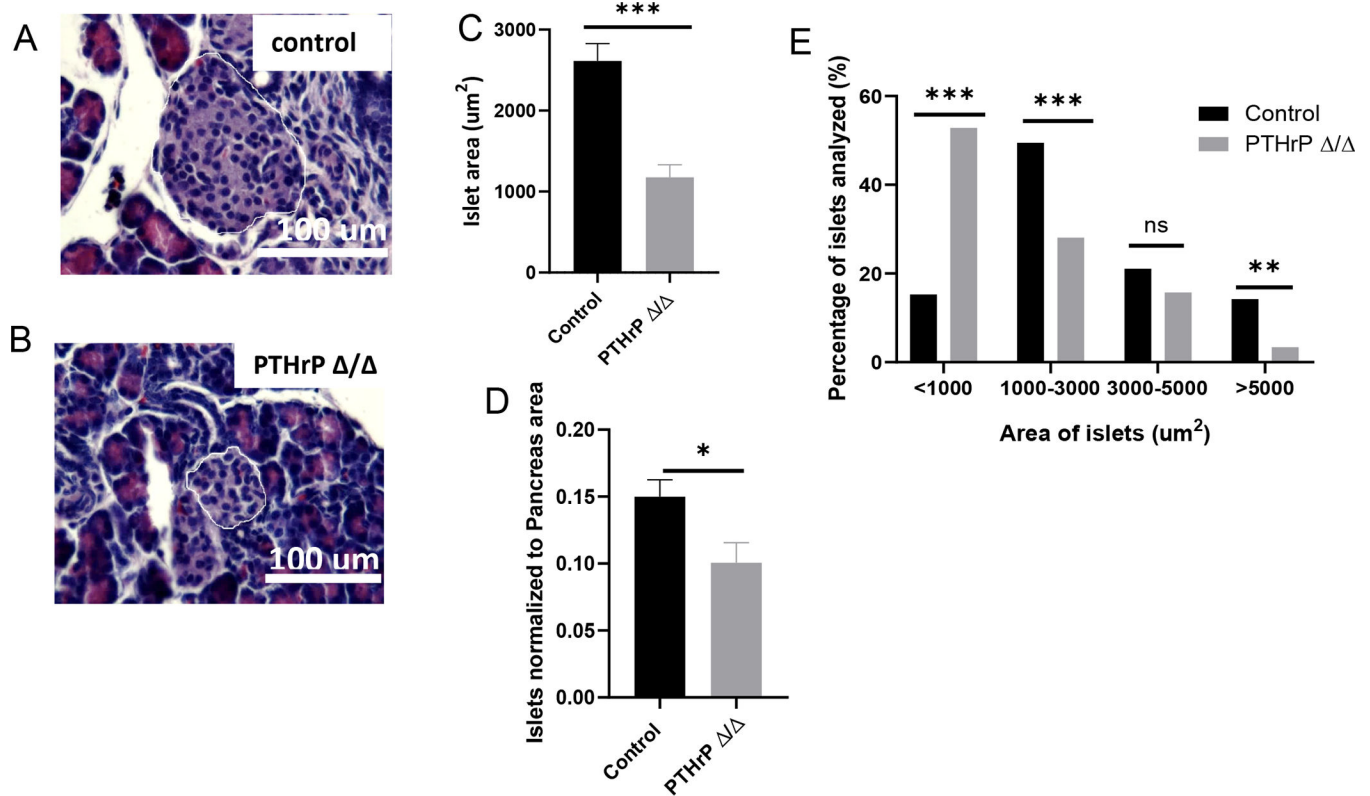 A
control
100 um
B
PTHrP Δ/Δ
100 um
C
***
Islet area (um²)
3000
2000
1000
0
Control
PTHrP Δ/Δ
D
*
Islets normalized to Pancreas area
0.20
0.15
0.10
0.05
0.00
Control
PTHrP Δ/Δ
E
Percentage of islets analyzed (%)
60
40
20
0
***
***
ns
**
Control
PTHrP Δ/Δ
<1000 1000-3000 3000-5000 >5000
Area of islets (um²)